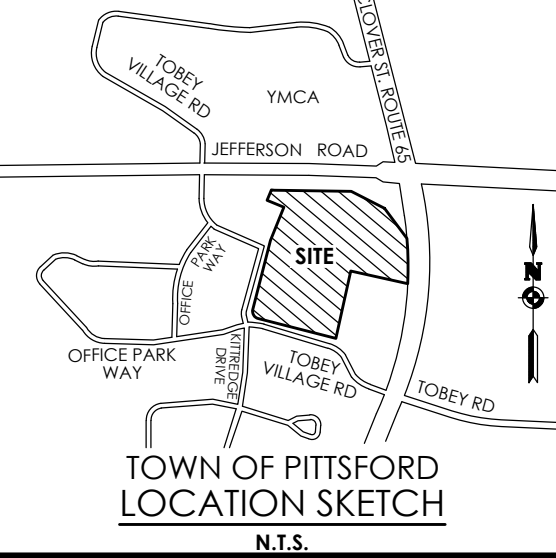 CLOVER ST. ROUTE 65
TOBEY
VILLAGE RD
YMCA
JEFFERSON ROAD
SITE
PARK
WAY
OFFICE
N
OFFICE PARK
WAY
KITTREDGE
DRIVE
TOBEY
VILLAGE RD
TOBEY RD
TOWN OF PITTSFORD
LOCATION SKETCH
N.T.S.